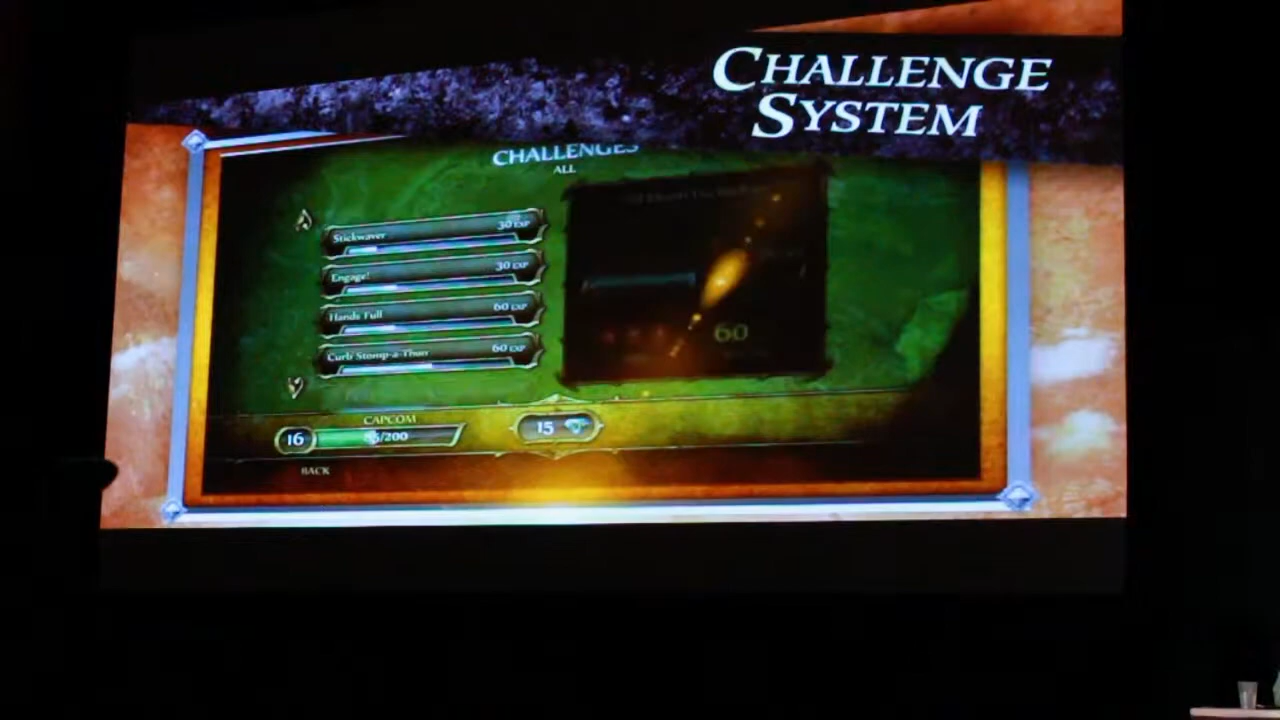 CHALLENGE
SYSTEM
CHALLENGES
ALL
Stickwaver 30 EXP
Engage! 30 EXP
Hands Full 60 EXP
Curb Stomp-a-Thon 60 EXP
60
CAPCOM
16 /200 15
BACK